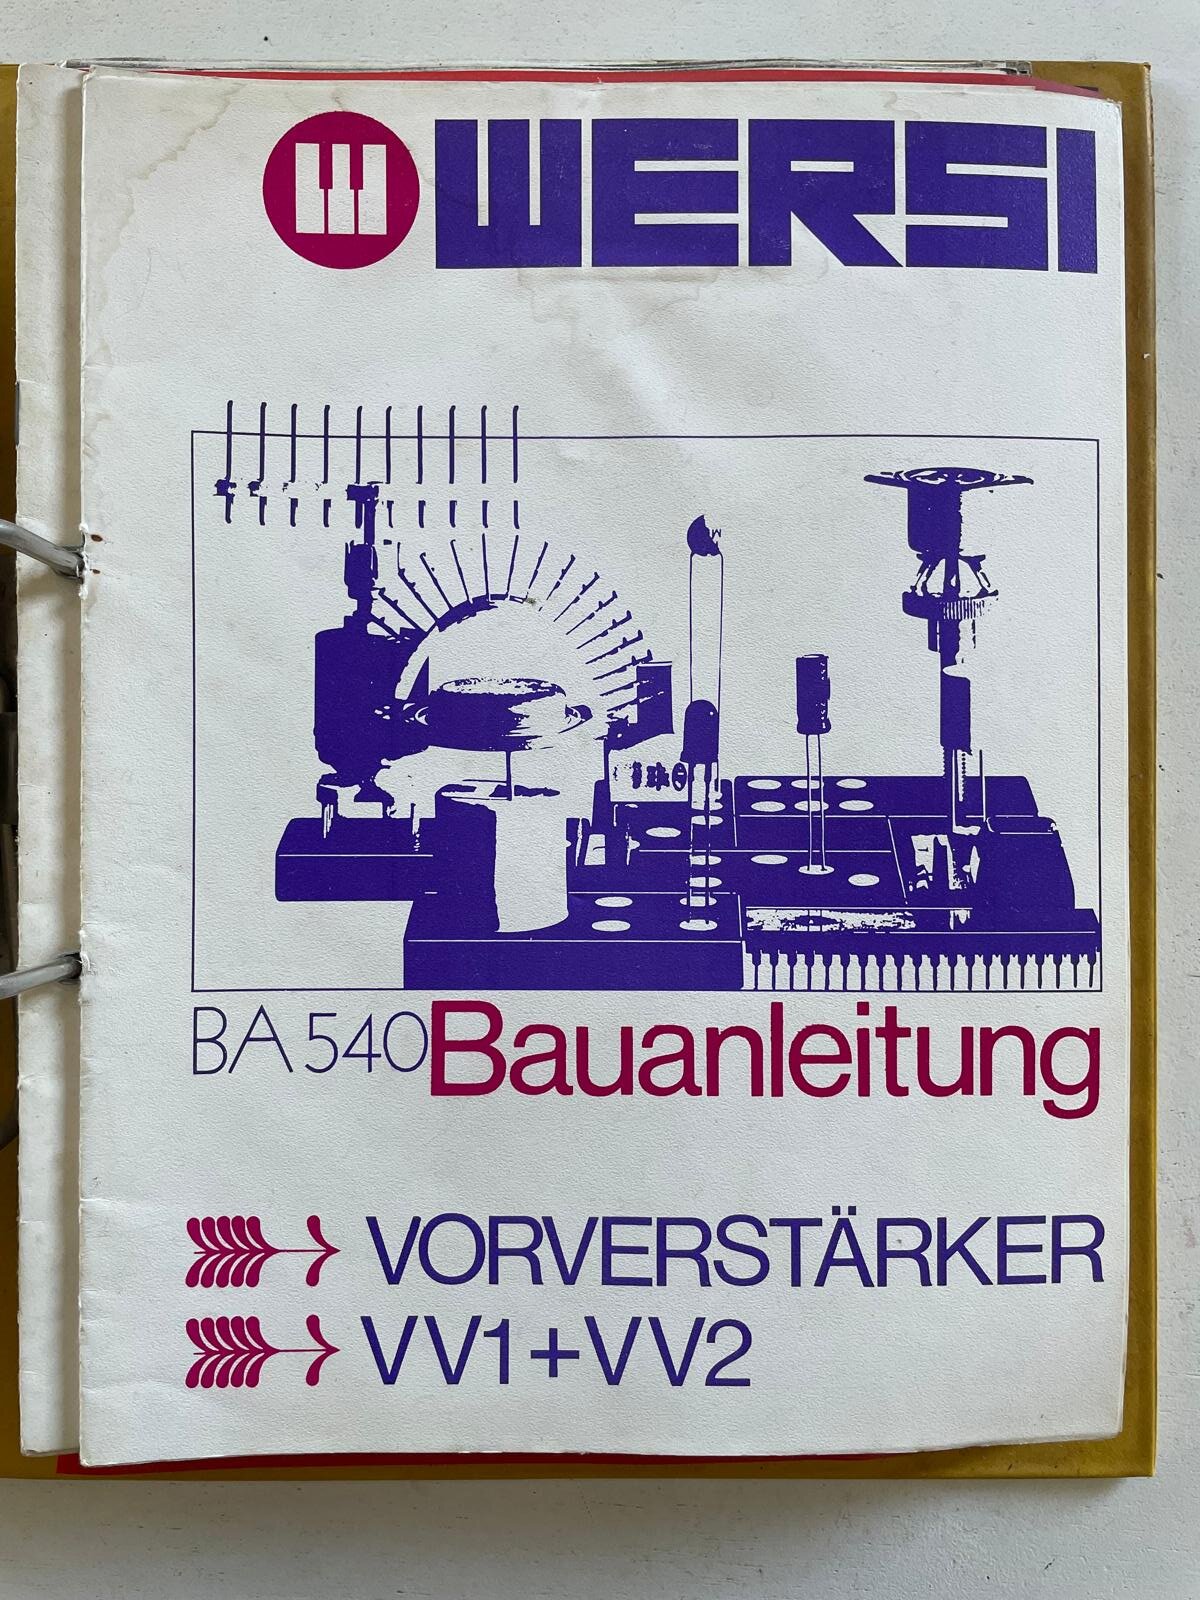 WERSI
BA 540 Bauanleitung
VORVERSTÄRKER
VV1+VV2